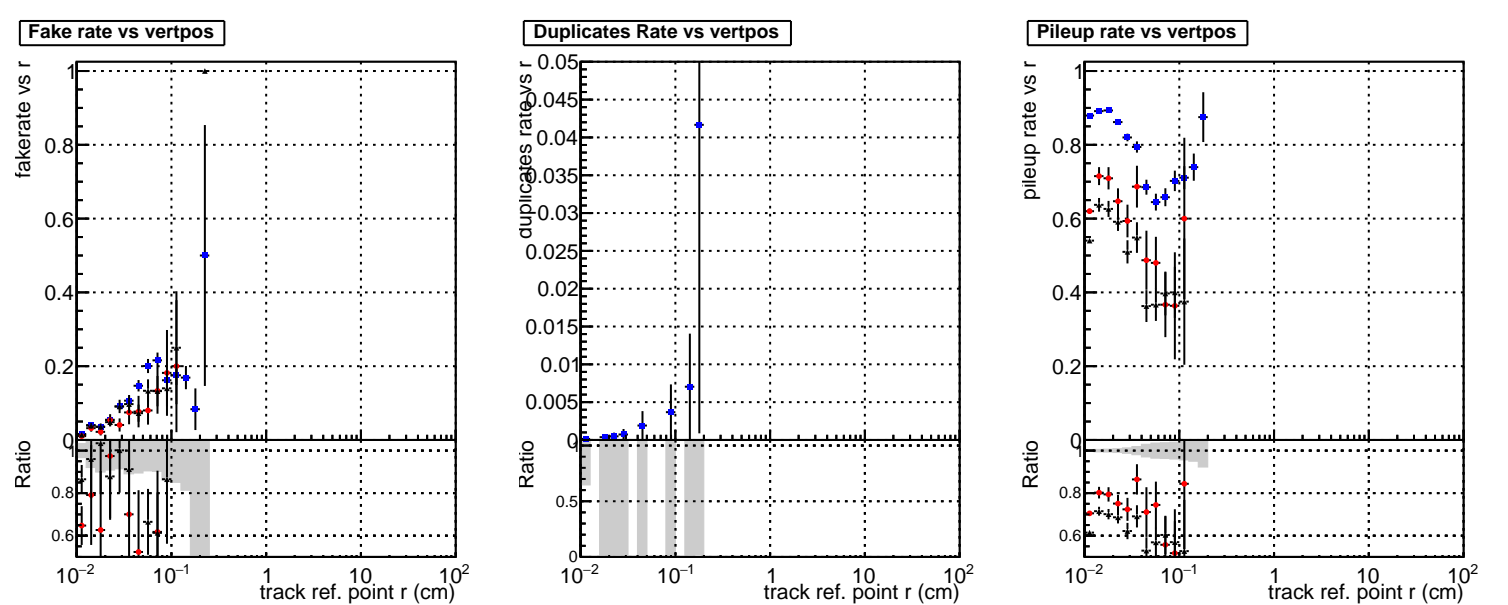 Fake rate vs vertpos
fakerate vs r
1
0.8
0.6
0.4
0.2
0
Ratio
1
0.8
0.6
10⁻² 10⁻¹ 1 10 10²
track ref. point r (cm)
Duplicates Rate vs vertpos
duplicates rate vs r
0.05
0.045
0.04
0.035
0.03
0.025
0.02
0.015
0.01
0.005
0
Ratio
0.5
0
10⁻² 10⁻¹ 1 10 10²
track ref. point r (cm)
Pileup rate vs vertpos
pileup rate vs r
1
0.8
0.6
0.4
0.2
0
Ratio
1
0.8
0.6
10⁻² 10⁻¹ 1 10 10²
track ref. point r (cm)